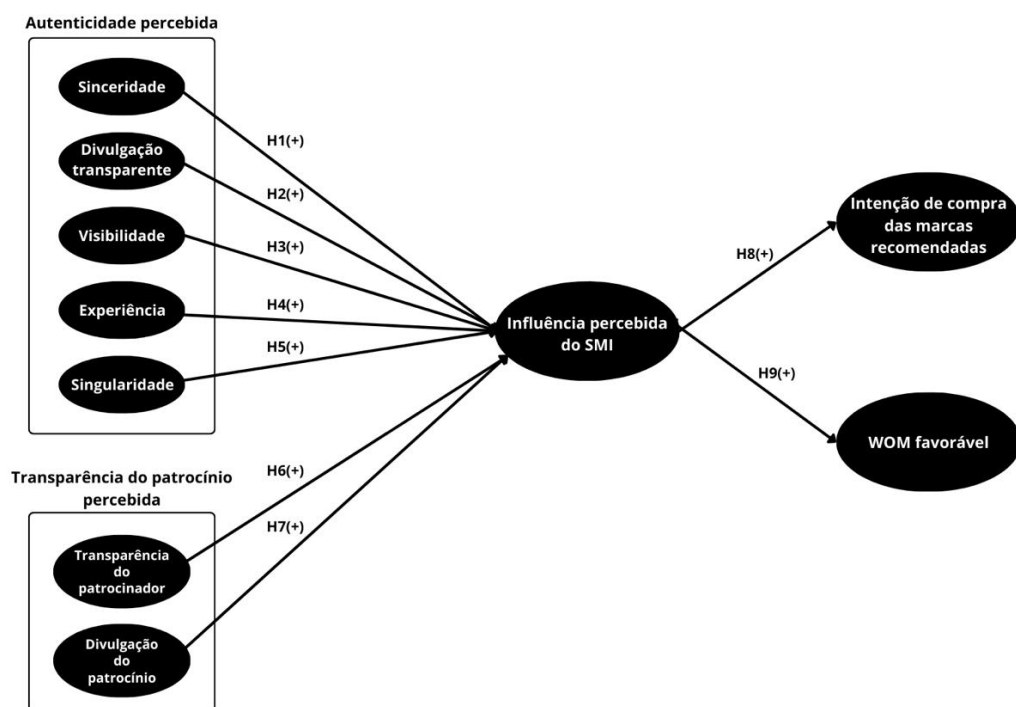 Autenticidade percebida
Sinceridade
Divulgação
transparente
Visibilidade
Experiência
Singularidade
H1(+)
H2(+)
H3(+)
H4(+)
H5(+)
Transparência do patrocínio
percebida
Transparência
do
patrocinador
Divulgação
do
patrocínio
H6(+)
H7(+)
Influência percebida
do SMI
H8(+)
H9(+)
Intenção de compra
das marcas
recomendadas
WOM favorável